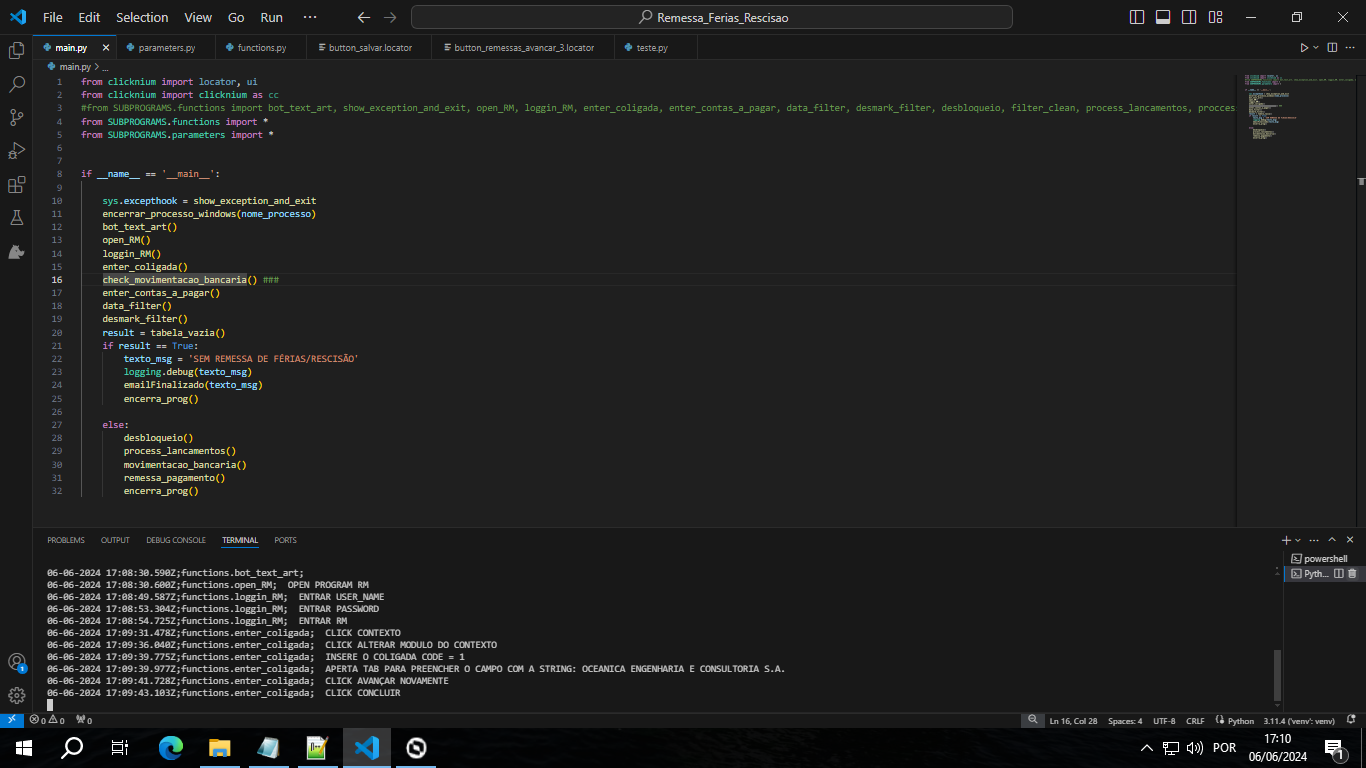 File Edit Selection View Go Run ··· Remessa_Ferias_Rescisao
main.py parameters.py functions.py button_salvar.locator button_remessas_avancar_3.locator teste.py
main.py > ...
1 from clicknium import locator, ui
2 from clicknium import clicknium as cc
3 #from SUBPROGRAMS.functions import bot_text_art, show_exception_and_exit, open_RM, loggin_RM, enter_coligada, enter_contas_a_pagar, data_filter, desmark_filter, desbloqueio, filter_clean, process_lancamentos, proccess
4 from SUBPROGRAMS.functions import *
5 from SUBPROGRAMS.parameters import *
6
7
8 if __name__ == '__main__':
9
10 sys.excepthook = show_exception_and_exit
11 encerrar_processo_windows(nome_processo)
12 bot_text_art()
13 open_RM()
14 loggin_RM()
15 enter_coligada()
16 check_movimentacao_bancaria() ###
17 enter_contas_a_pagar()
18 data_filter()
19 desmark_filter()
20 result = tabela_vazia()
21 if result == True:
22 texto_msg = 'SEM REMESSA DE FÉRIAS/RESCISÃO'
23 logging.debug(texto_msg)
24 emailFinalizado(texto_msg)
25 encerra_prog()
26
27 else:
28 desbloqueio()
29 process_lancamentos()
30 movimentacao_bancaria()
31 remessa_pagamento()
32 encerra_prog()
PROBLEMS OUTPUT DEBUG CONSOLE TERMINAL PORTS
powershell
Pyth...
06-06-2024 17:08:30.590Z;functions.bot_text_art;
06-06-2024 17:08:30.600Z;functions.open_RM; OPEN PROGRAM RM
06-06-2024 17:08:49.587Z;functions.loggin_RM; ENTRAR USER_NAME
06-06-2024 17:08:53.304Z;functions.loggin_RM; ENTRAR PASSWORD
06-06-2024 17:08:54.725Z;functions.loggin_RM; ENTRAR RM
06-06-2024 17:09:31.478Z;functions.enter_coligada; CLICK CONTEXTO
06-06-2024 17:09:36.040Z;functions.enter_coligada; CLICK ALTERAR MODULO DO CONTEXTO
06-06-2024 17:09:39.775Z;functions.enter_coligada; INSERE O COLIGADA CODE = 1
06-06-2024 17:09:39.977Z;functions.enter_coligada; APERTA TAB PARA PREENCHER O CAMPO COM A STRING: OCEANICA ENGENHARIA E CONSULTORIA S.A.
06-06-2024 17:09:41.728Z;functions.enter_coligada; CLICK AVANÇAR NOVAMENTE
06-06-2024 17:09:43.103Z;functions.enter_coligada; CLICK CONCLUIR
1
0 0 0 Ln 16, Col 28 Spaces: 4 UTF-8 CRLF Python 3.11.4 ('venv': venv)
POR
17:10
06/06/2024
1